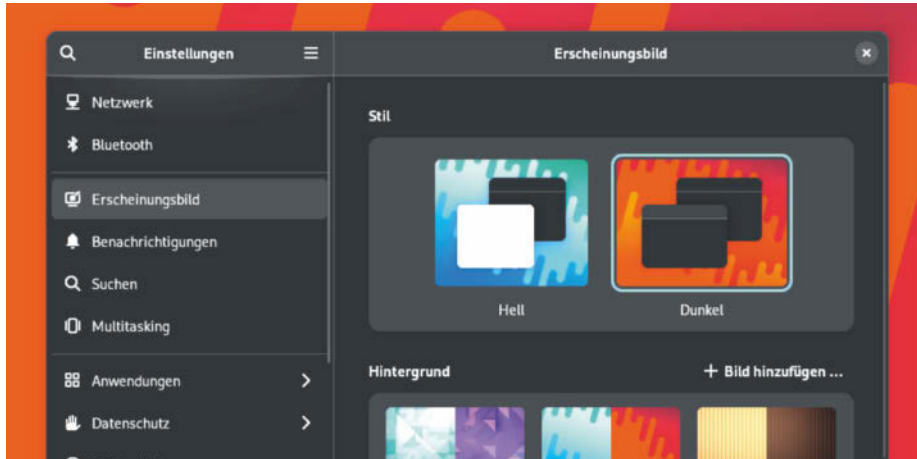 Einstellungen
Erscheinungsbild
Netzwerk
Bluetooth
Erscheinungsbild
Benachrichtigungen
Suchen
Multitasking
Anwendungen
Datenschutz
Stil
Hell
Dunkel
Hintergrund
+ Bild hinzufügen ...